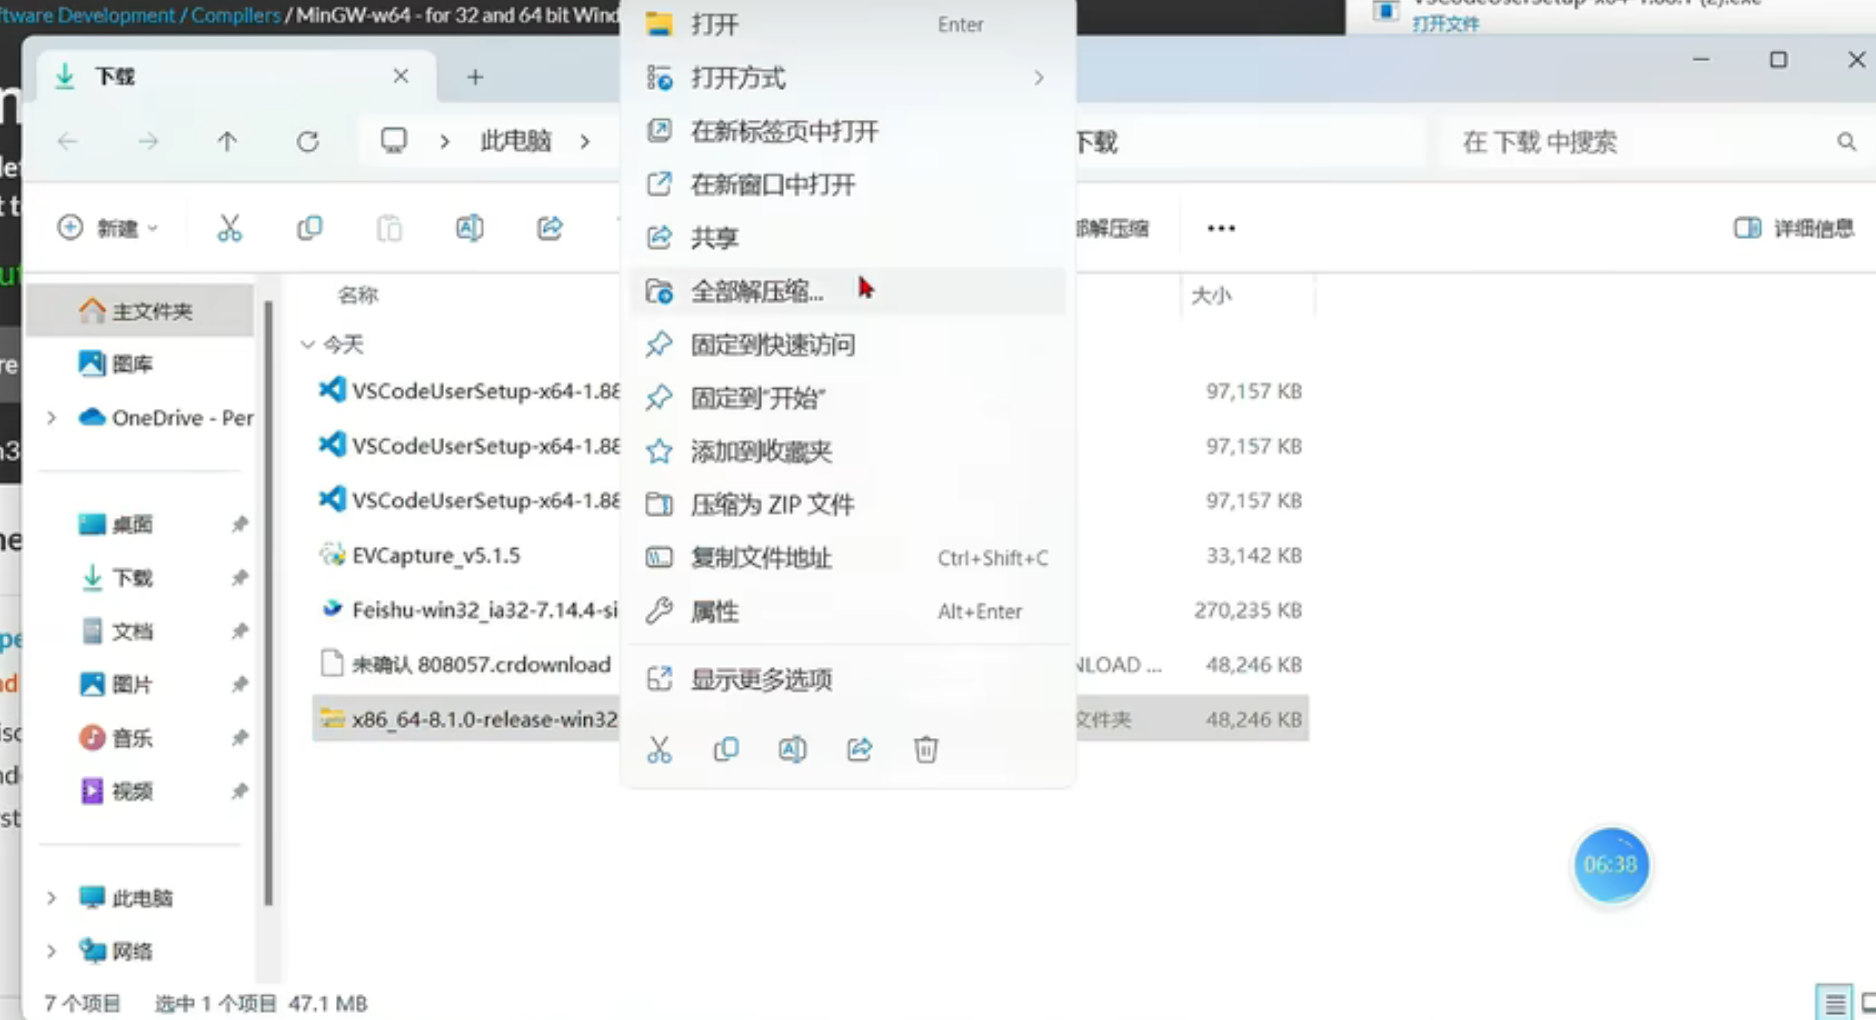 ftware Development / Compilers / MinGW-w64 - for 32 and 64 bit Wind
打开文件
下载
此电脑
下载
在 下载 中搜索
新建
部解压缩
详细信息
打开 Enter
打开方式
在新标签页中打开
在新窗口中打开
共享
全部解压缩...
固定到快速访问
固定到"开始"
添加到收藏夹
压缩为 ZIP 文件
复制文件地址 Ctrl+Shift+C
属性 Alt+Enter
显示更多选项
主文件夹
图库
OneDrive - Per
桌面
下载
文档
图片
音乐
视频
此电脑
网络
名称 大小
今天
VSCodeUserSetup-x64-1.88 97,157 KB
VSCodeUserSetup-x64-1.88 97,157 KB
VSCodeUserSetup-x64-1.88 97,157 KB
EVCapture_v5.1.5 33,142 KB
Feishu-win32_ia32-7.14.4-si 270,235 KB
未确认 808057.crdownload NLOAD ... 48,246 KB
x86_64-8.1.0-release-win32 文件夹 48,246 KB
06:38
7 个项目 选中 1 个项目 47.1 MB